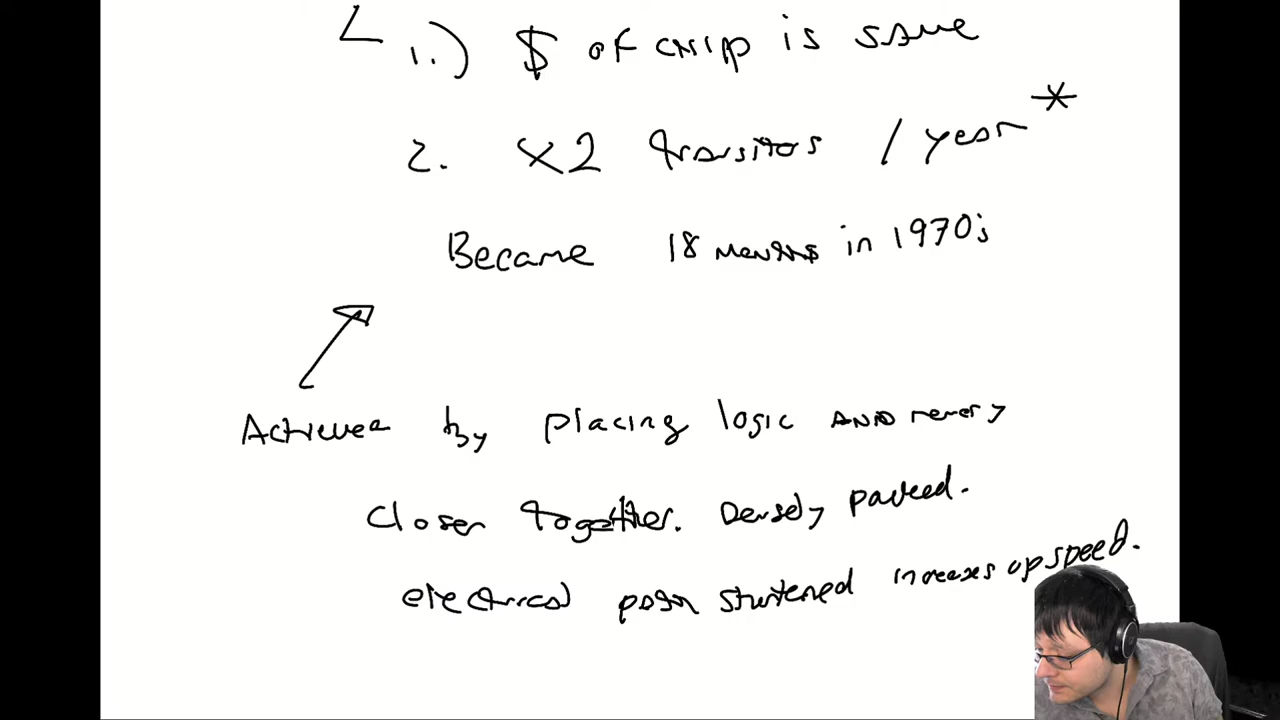 1.) $ of chip is same
2. x2 transitors / year *
Became 18 months in 1970's
Achieved by placing logic AND memory
closer together. Densely packed.
electrical path shortened increases op speed.